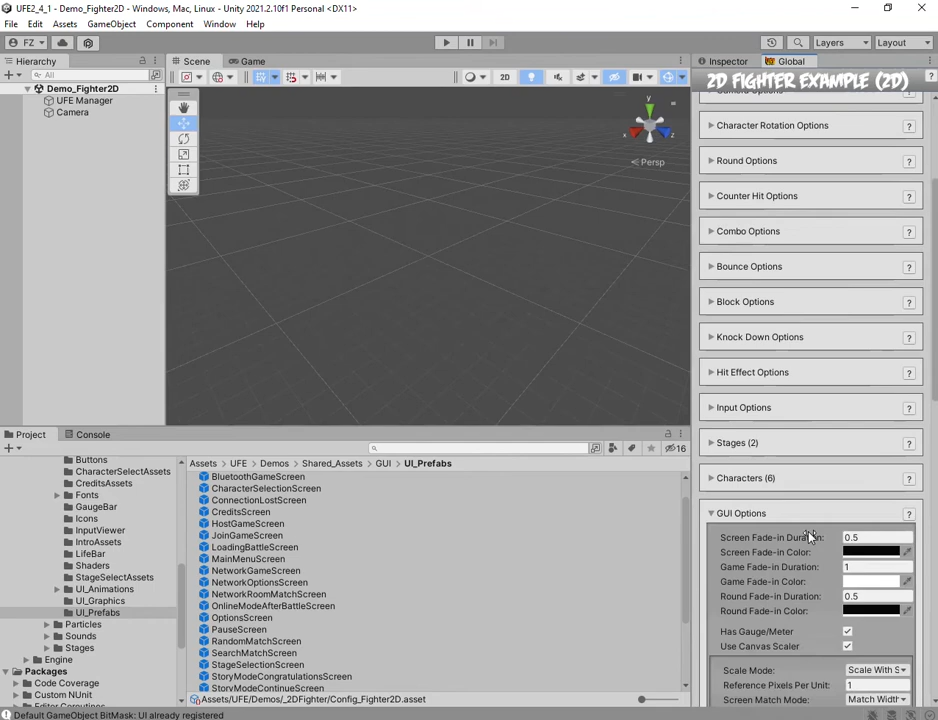 UFE2_4_1 - Demo_Fighter2D - Windows, Mac, Linux - Unity 2021.2.10f1 Personal <DX11>
File Edit Assets GameObject Component Window Help
FZ
Layers Layout
Hierarchy
All
Demo_Fighter2D
UFE Manager
Camera
Scene Game
2D
y
x
z
Persp
Inspector Global
2D FIGHTER EXAMPLE (2D) ?
Character Rotation Options ?
Round Options ?
Counter Hit Options ?
Combo Options ?
Bounce Options ?
Block Options ?
Knock Down Options ?
Hit Effect Options ?
Input Options ?
Stages (2) ?
Characters (6) ?
GUI Options ?
Screen Fade-in Duration: 0.5
Screen Fade-in Color:
Game Fade-in Duration: 1
Game Fade-in Color:
Round Fade-in Duration: 0.5
Round Fade-in Color:
Has Gauge/Meter
Use Canvas Scaler
Scale Mode: Scale With S
Reference Pixels Per Unit: 1
Screen Match Mode: Match Width
Project Console
16
Buttons
CharacterSelectAssets
CreditsAssets
Fonts
GaugeBar
Icons
InputViewer
IntroAssets
LifeBar
Shaders
StageSelectAssets
UI_Animations
UI_Graphics
UI_Prefabs
Particles
Sounds
Stages
Engine
Packages
Code Coverage
Custom NUnit
Assets > UFE > Demos > Shared_Assets > GUI > UI_Prefabs
BluetoothGameScreen
CharacterSelectionScreen
ConnectionLostScreen
CreditsScreen
HostGameScreen
JoinGameScreen
LoadingBattleScreen
MainMenuScreen
NetworkGameScreen
NetworkOptionsScreen
NetworkRoomMatchScreen
OnlineModeAfterBattleScreen
OptionsScreen
PauseScreen
RandomMatchScreen
SearchMatchScreen
StageSelectionScreen
StoryModeCongratulationsScreen
StoryModeContinueScreen
Assets/UFE/Demos/_2DFighter/Config_Fighter2D.asset
Default GameObject BitMask: UI already registered